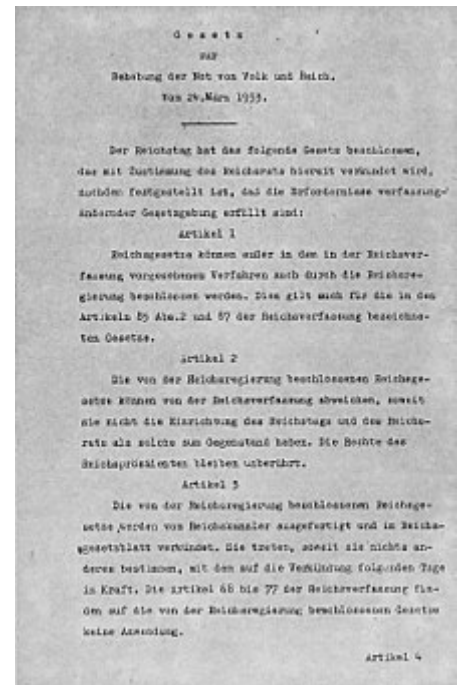 Gesetz
zur
Behebung der Not von Volk und Reich.
Vom 24. März 1933.
Der Reichstag hat das folgende Gesetz beschlossen,
das mit Zustimmung des Reichsrats hiermit verkündet wird,
nachdem festgestellt ist, daß die Erfordernisse verfassung-
ändernder Gesetzgebung erfüllt sind:
Artikel 1
Reichsgesetze können außer in dem in der Reichsver-
fassung vorgesehenen Verfahren auch durch die Reichsre-
gierung beschlossen werden. Dies gilt auch für die in den
Artikeln 85 Abs.2 und 87 der Reichsverfassung bezeichne-
ten Gesetze.
Artikel 2
Die von der Reichsregierung beschlossenen Reichsge-
setze können von der Reichsverfassung abweichen, soweit
sie nicht die Einrichtung des Reichstags und des Reichs-
rats als solche zum Gegenstand haben. Die Rechte des
Reichspräsidenten bleiben unberührt.
Artikel 3
Die von der Reichsregierung beschlossenen Reichsge-
setze werden vom Reichskanzler ausgefertigt und im Reichs-
gesetzblatt verkündet. Sie treten, soweit sie nichts an-
deres bestimmen, mit dem auf die Verkündung folgenden Tage
in Kraft. Die Artikel 68 bis 77 der Reichsverfassung fin-
den auf die von der Reichsregierung beschlossenen Gesetze
keine Anwendung.
Artikel 4